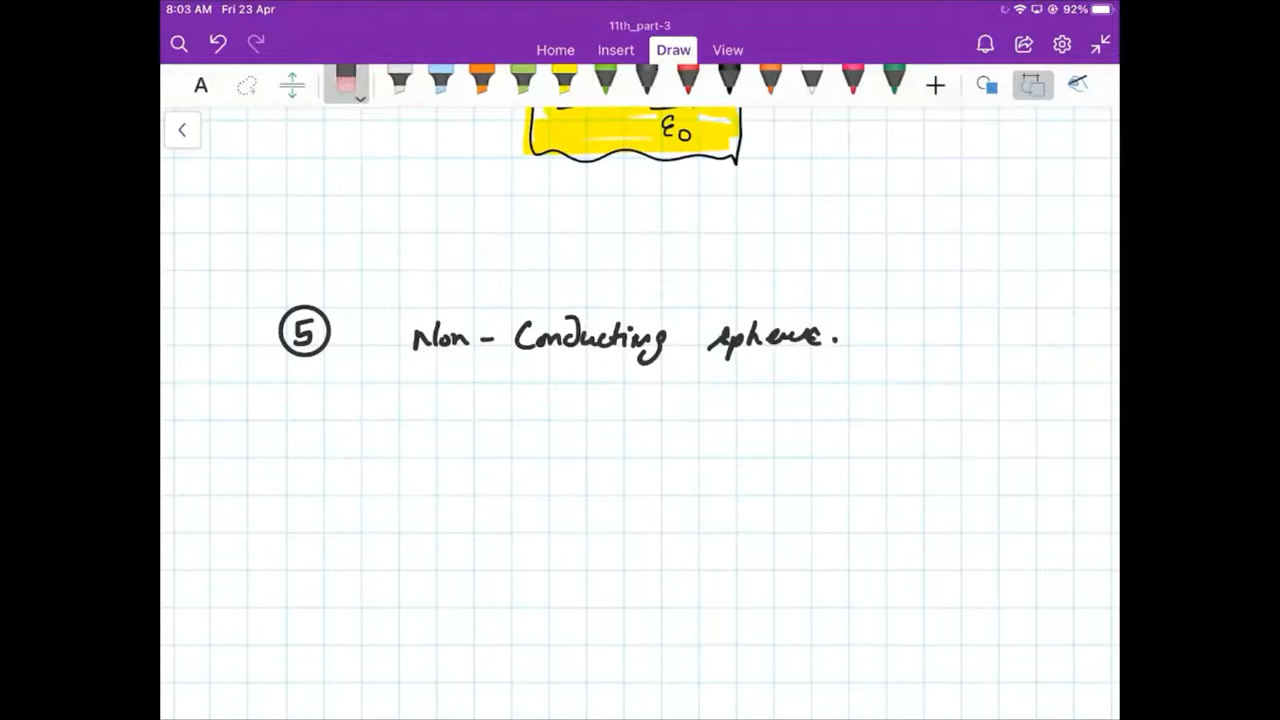 8:03 AM Fri 23 Apr
92%
11th_part-3
Home Insert Draw View
A
ε0
5 Non - Conducting sphere.